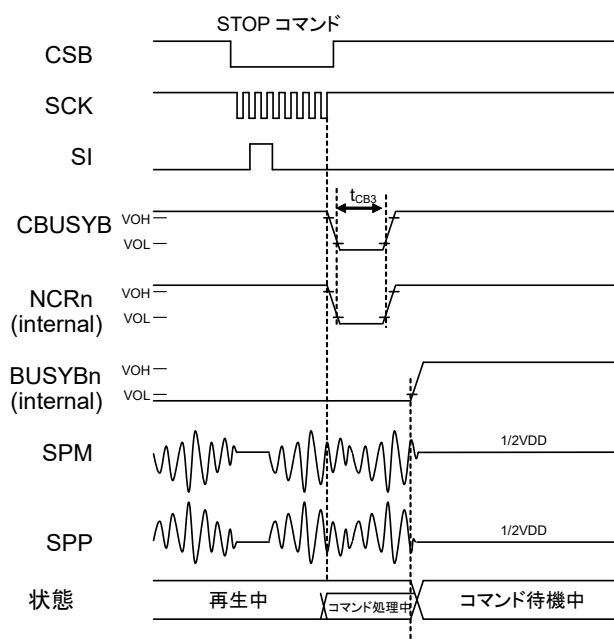 STOP コマンド
CSB
SCK
SI
tCB3
CBUSYB
VOH
VOL
NCRn
(internal)
VOH
VOL
BUSYBn
(internal)
VOH
VOL
SPM
1/2VDD
SPP
1/2VDD
状態
再生中
コマンド処理中
コマンド待機中